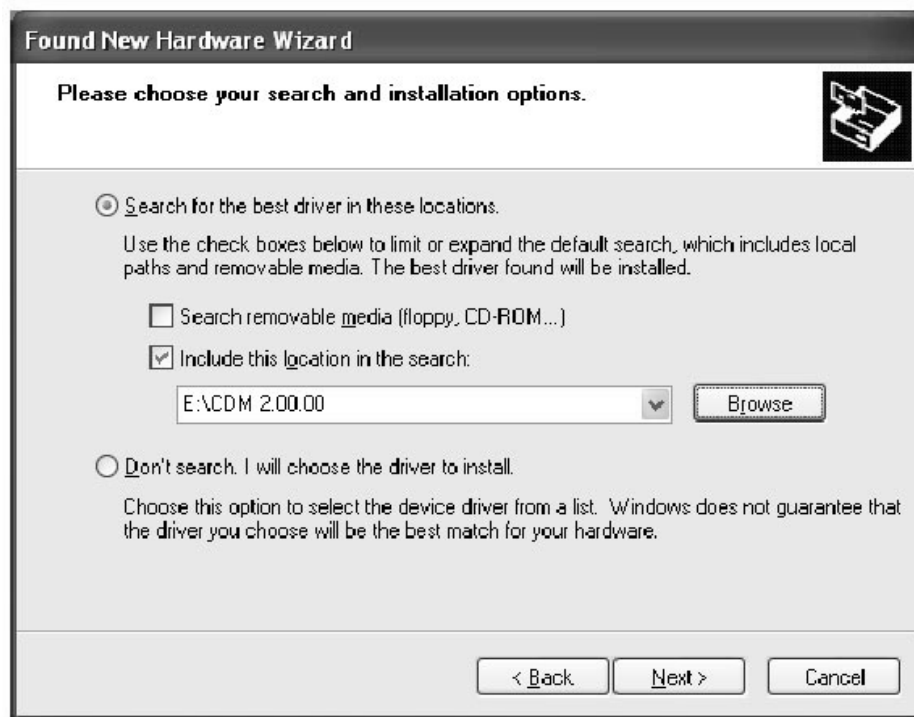 Found New Hardware Wizard
Please choose your search and installation options.
Search for the best driver in these locations.
Use the check boxes below to limit or expand the default search, which includes local
paths and removable media. The best driver found will be installed.
Search removable media (floppy, CD-ROM...)
Include this location in the search:
E:\CDM 2.00.00
Browse
Don't search. I will choose the driver to install.
Choose this option to select the device driver from a list. Windows does not guarantee that
the driver you choose will be the best match for your hardware.
< Back Next > Cancel